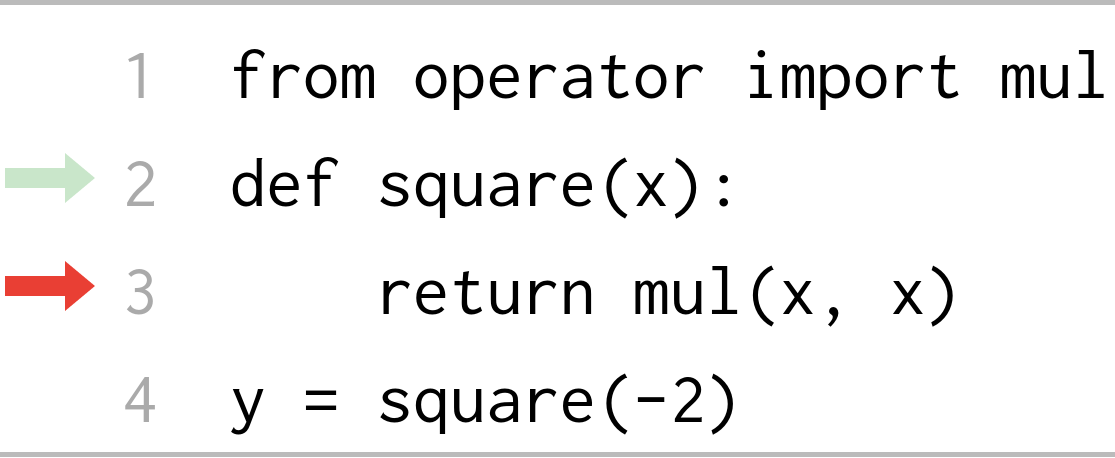 1 from operator import mul
2 def square(x):
3     return mul(x, x)
4 y = square(-2)